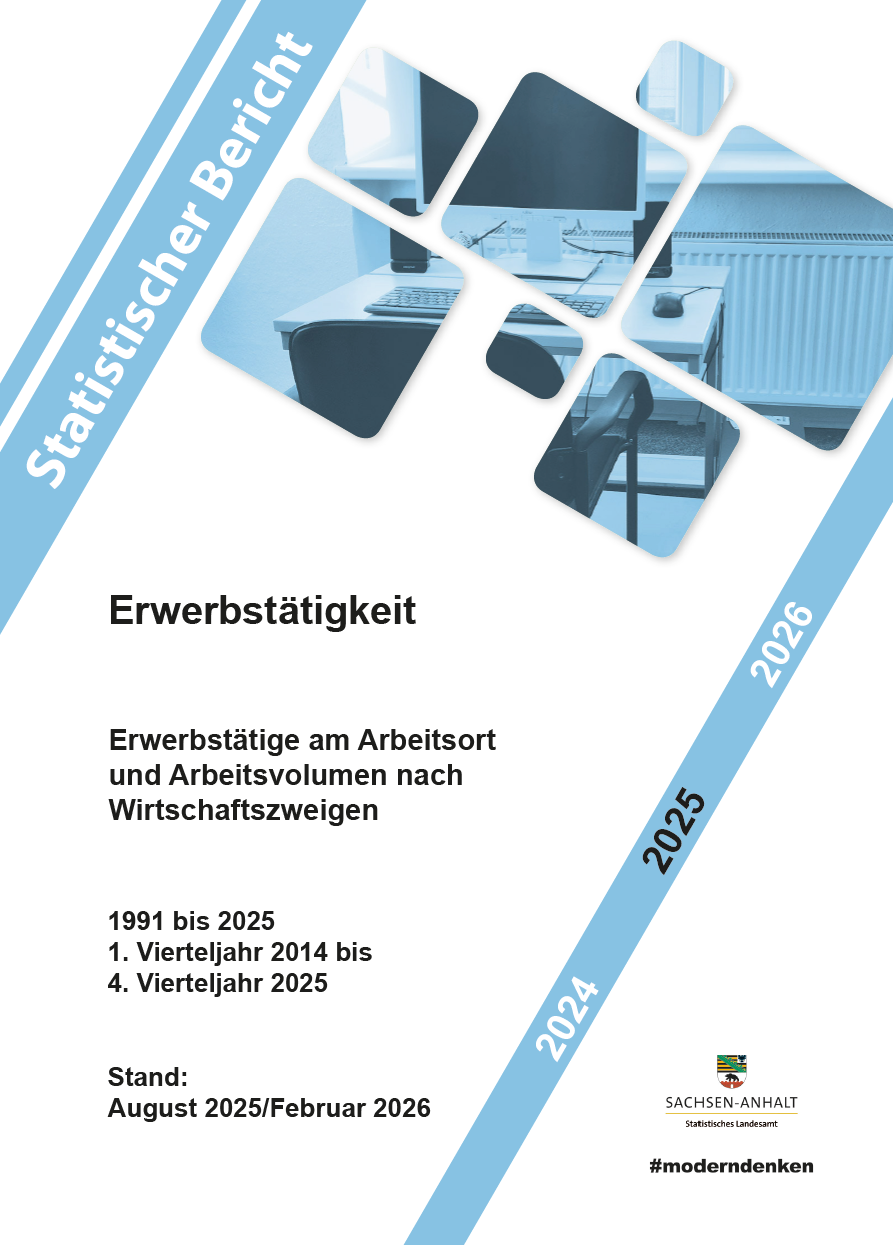 Statistischer Bericht
Erwerbstätigkeit
Erwerbstätige am Arbeitsort
und Arbeitsvolumen nach
Wirtschaftszweigen
1991 bis 2025
1. Vierteljahr 2014 bis
4. Vierteljahr 2025
Stand:
August 2025/Februar 2026
2026
2025
2024
SACHSEN-ANHALT
Statistisches Landesamt
#moderndenken